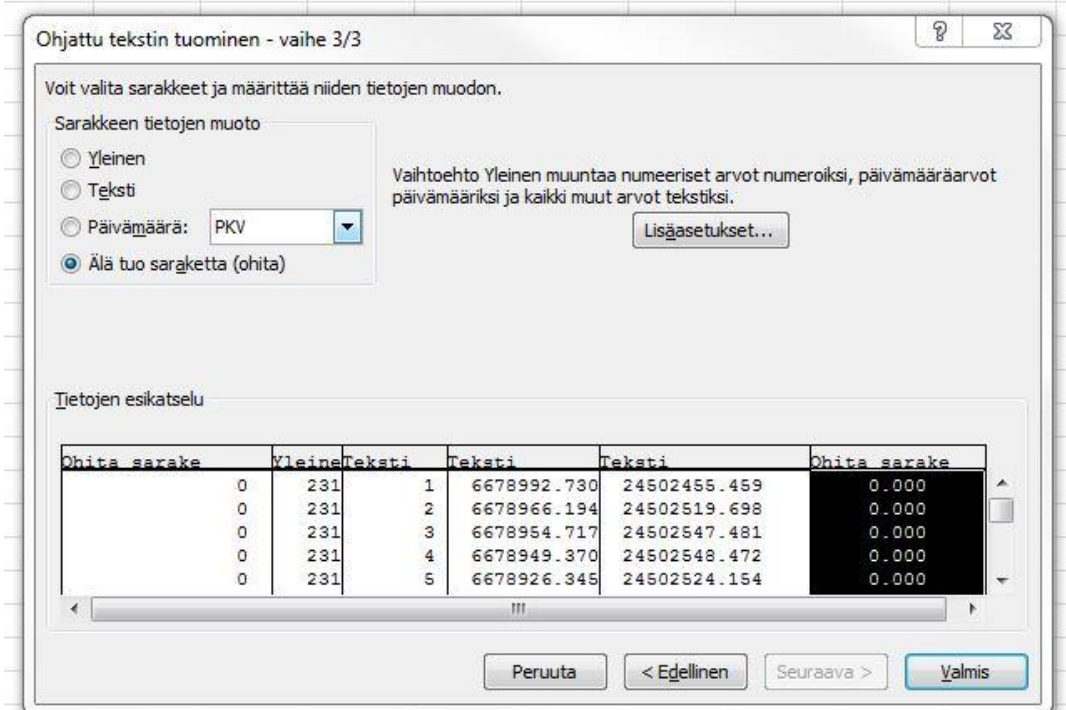 Ohjattu tekstin tuominen - vaihe 3/3
Voit valita sarakkeet ja määrittää niiden tietojen muodon.
Sarakkeen tietojen muoto
Yleinen
Teksti
Päivämäärä: PKV
Älä tuo saraketta (ohita)
Vaihtoehto Yleinen muuntaa numeeriset arvot numeroiksi, päivämääräarvot
päivämääriksi ja kaikki muut arvot tekstiksi.
Lisäasetukset...
Tietojen esikatselu
Ohita sarake YleineTeksti Teksti Teksti Ohita sarake
0 231 1 6678992.730 24502455.459 0.000
0 231 2 6678966.194 24502519.698 0.000
0 231 3 6678954.717 24502547.481 0.000
0 231 4 6678949.370 24502548.472 0.000
0 231 5 6678926.345 24502524.154 0.000
Peruuta < Edellinen Seuraava > Valmis